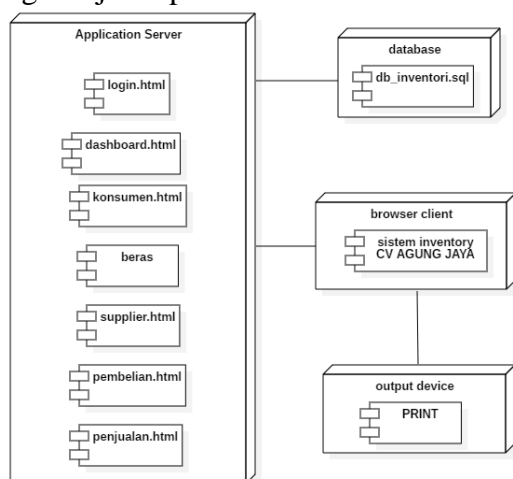 Application Server
login.html
dashboard.html
konsumen.html
beras
supplier.html
pembelian.html
penjualan.html
database
db_inventori.sql
browser client
sistem inventory
CV AGUNG JAYA
output device
PRINT